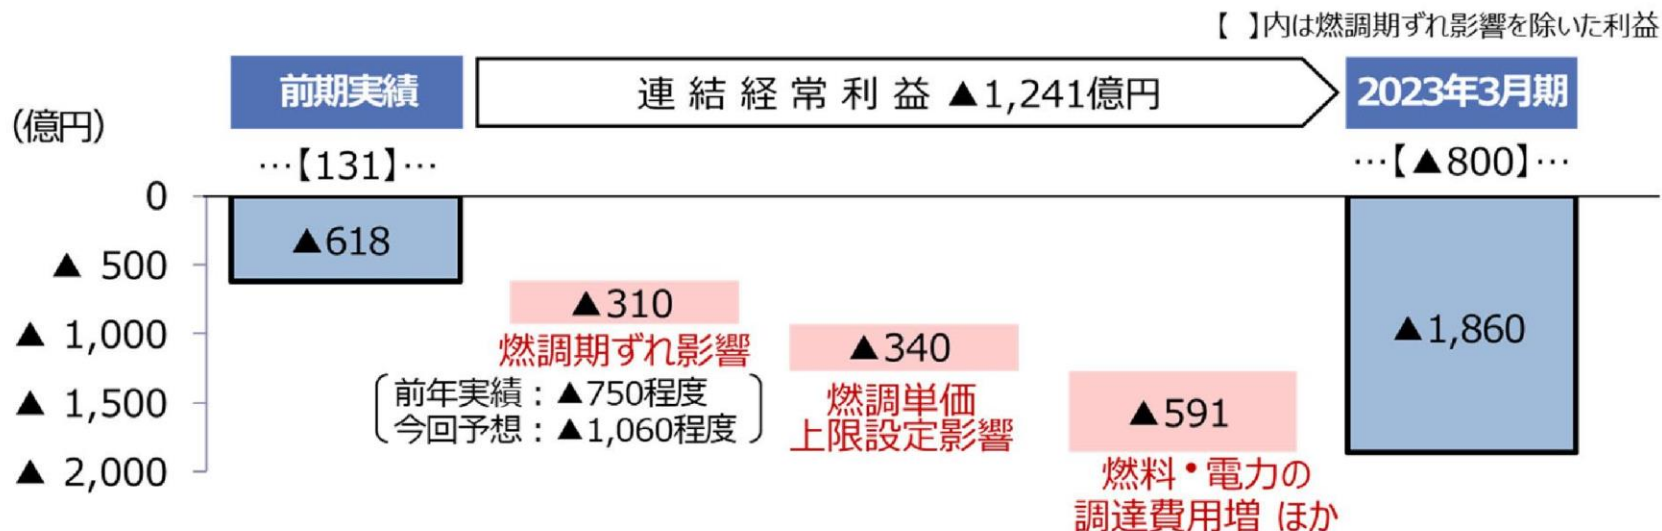 【 】内は燃調期ずれ影響を除いた利益
前期実績
連結経常利益 ▲1,241億円
2023年3月期
(億円)
…【131】…
…【▲800】…
0
▲ 500
▲ 1,000
▲ 1,500
▲ 2,000
▲618
▲310
燃調期ずれ影響
前年実績：▲750程度
今回予想：▲1,060程度
▲340
燃調単価
上限設定影響
▲591
燃料・電力の
調達費用増 ほか
▲1,860